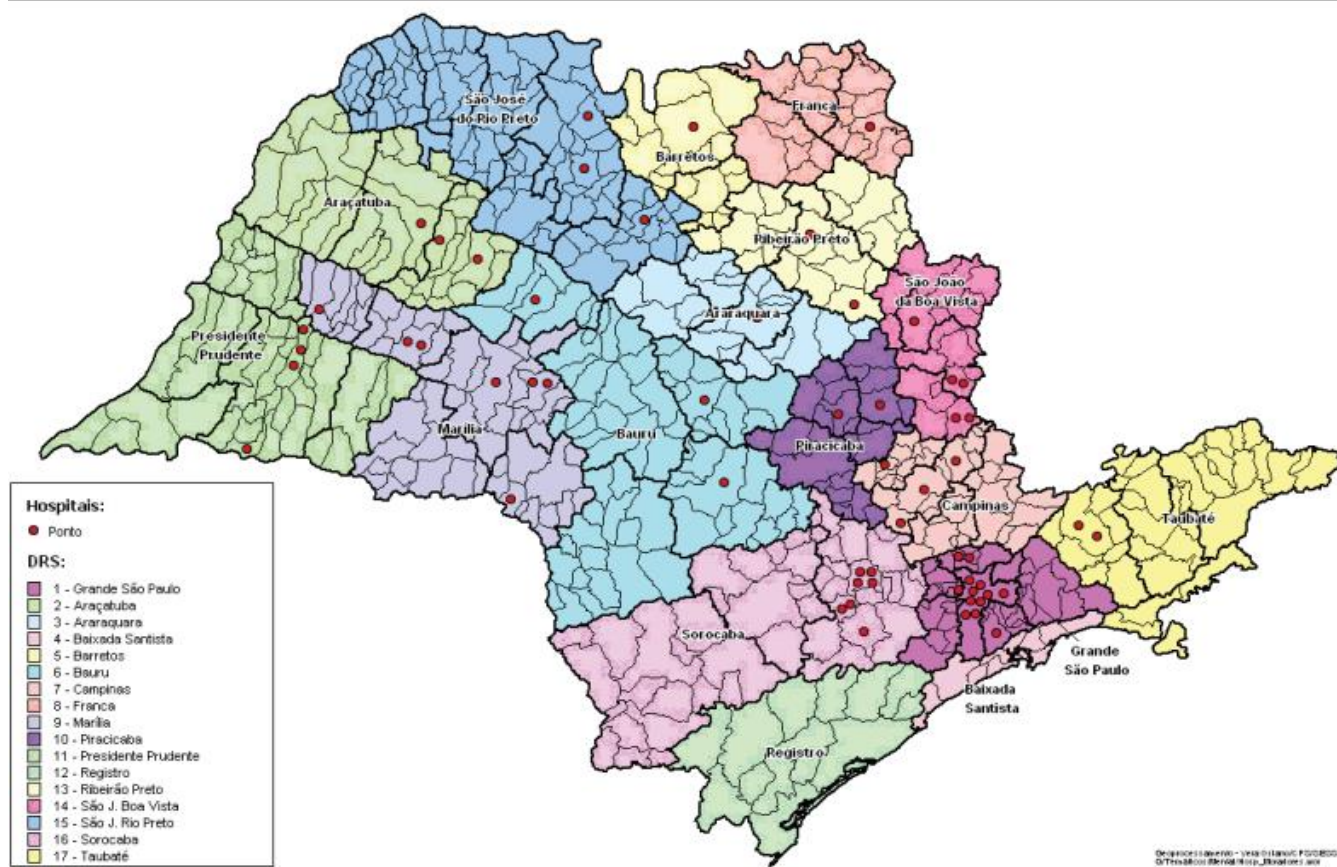 São José
do Rio Preto
Franca
Barretos
Araçatuba
Ribeirão Preto
São João
da Boa Vista
Araraquara
Presidente
Prudente
Marília
Bauru
Piracicaba
Campinas
Taubaté
Sorocaba
Grande
São Paulo
Baixada
Santista
Registro
Hospitais:
Ponto
DRS:
1 - Grande São Paulo
2 - Araçatuba
3 - Araraquara
4 - Baixada Santista
5 - Barretos
6 - Bauru
7 - Campinas
8 - Franca
9 - Marília
10 - Piracicaba
11 - Presidente Prudente
12 - Registro
13 - Ribeirão Preto
14 - São J. Boa Vista
15 - São J. Rio Preto
16 - Sorocaba
17 - Taubaté
Geoprocessamento -